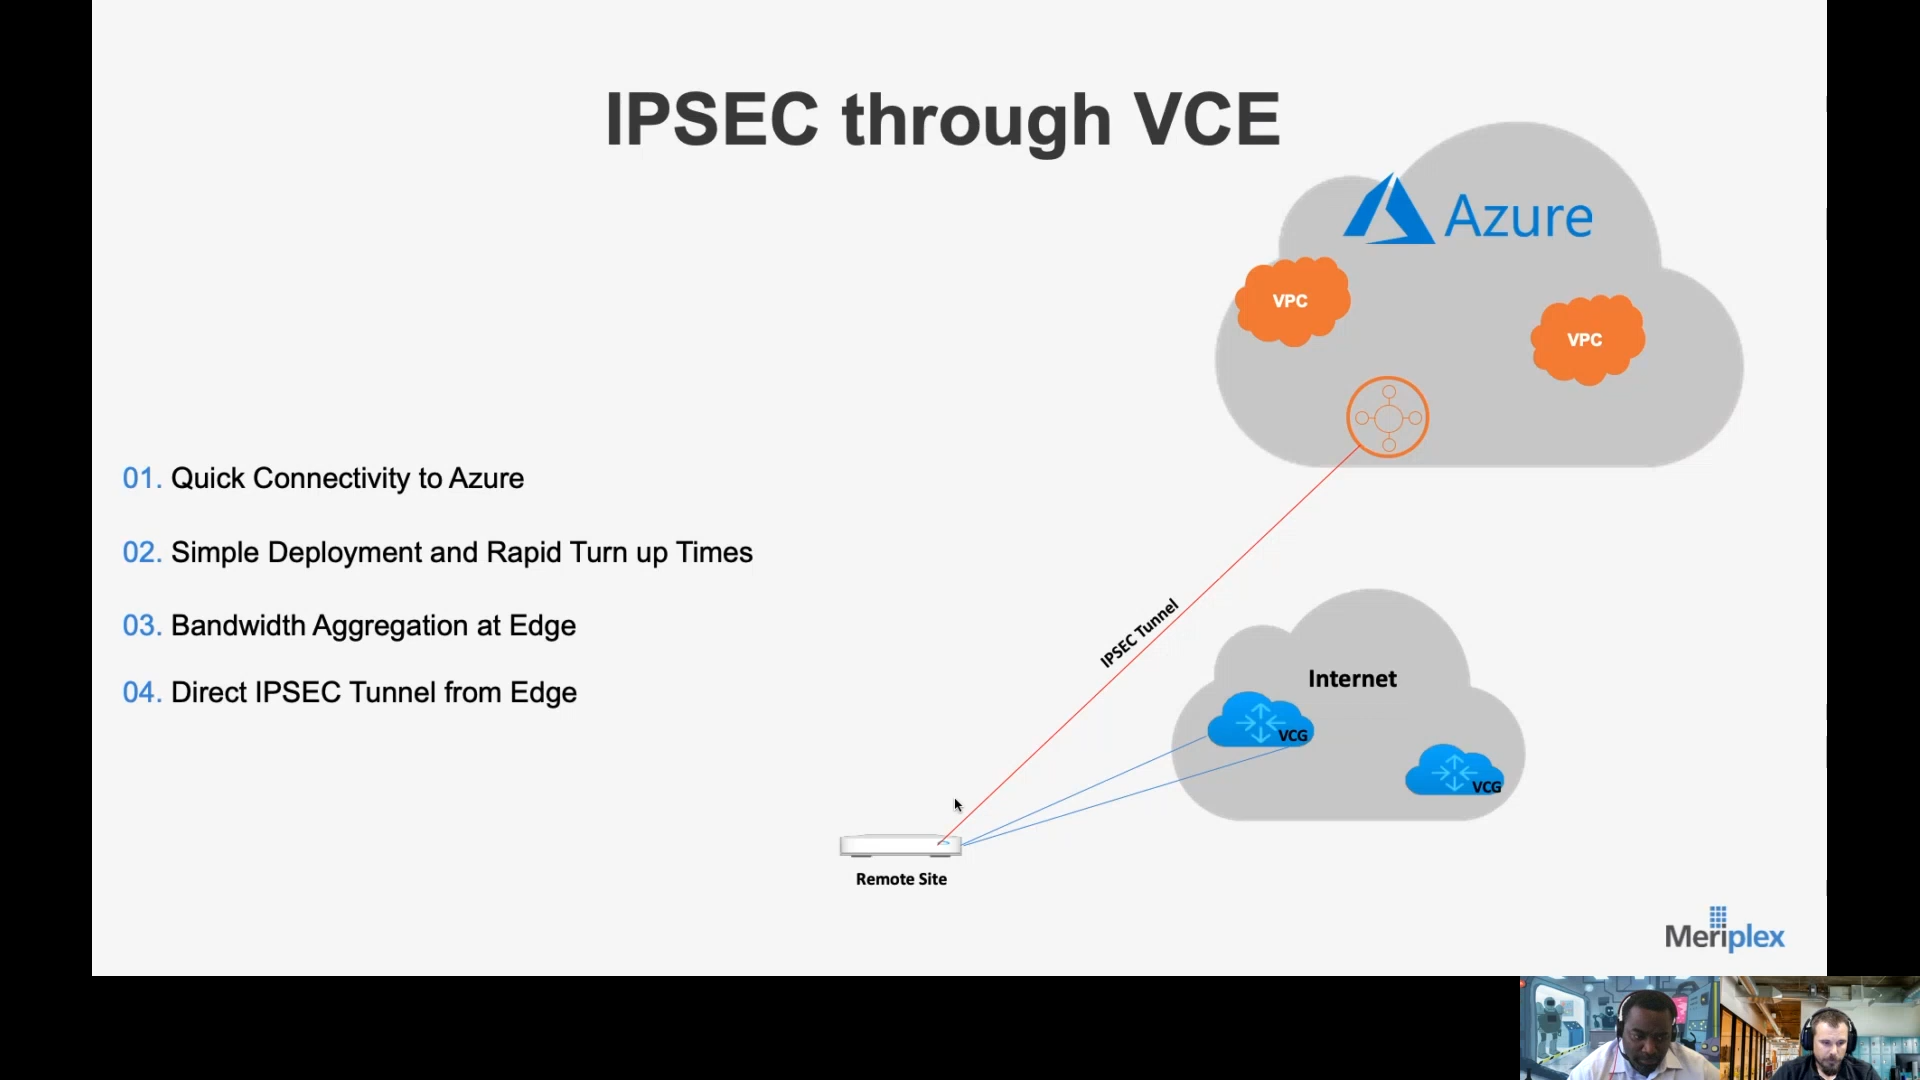 IPSEC through VCE
Azure
VPC
VPC
01. Quick Connectivity to Azure
02. Simple Deployment and Rapid Turn up Times
03. Bandwidth Aggregation at Edge
04. Direct IPSEC Tunnel from Edge
IPSEC Tunnel
Internet
VCG
VCG
Remote Site
Meriplex